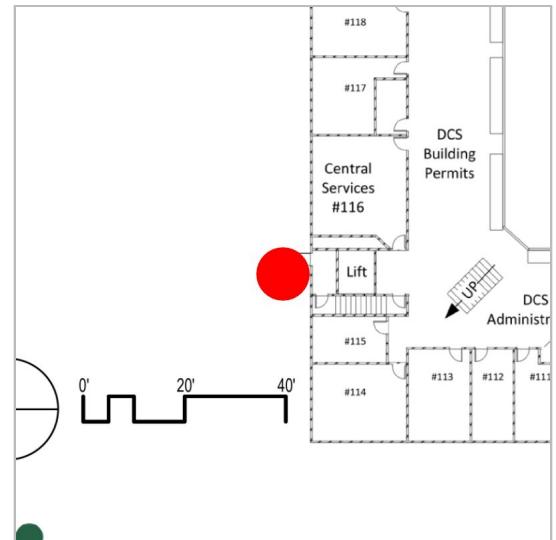 #118
#117
DCS
Building
Permits
Central
Services
#116
Lift
UP
DCS
Administr
#115
#113
#112
#111
#114
0'
20'
40'